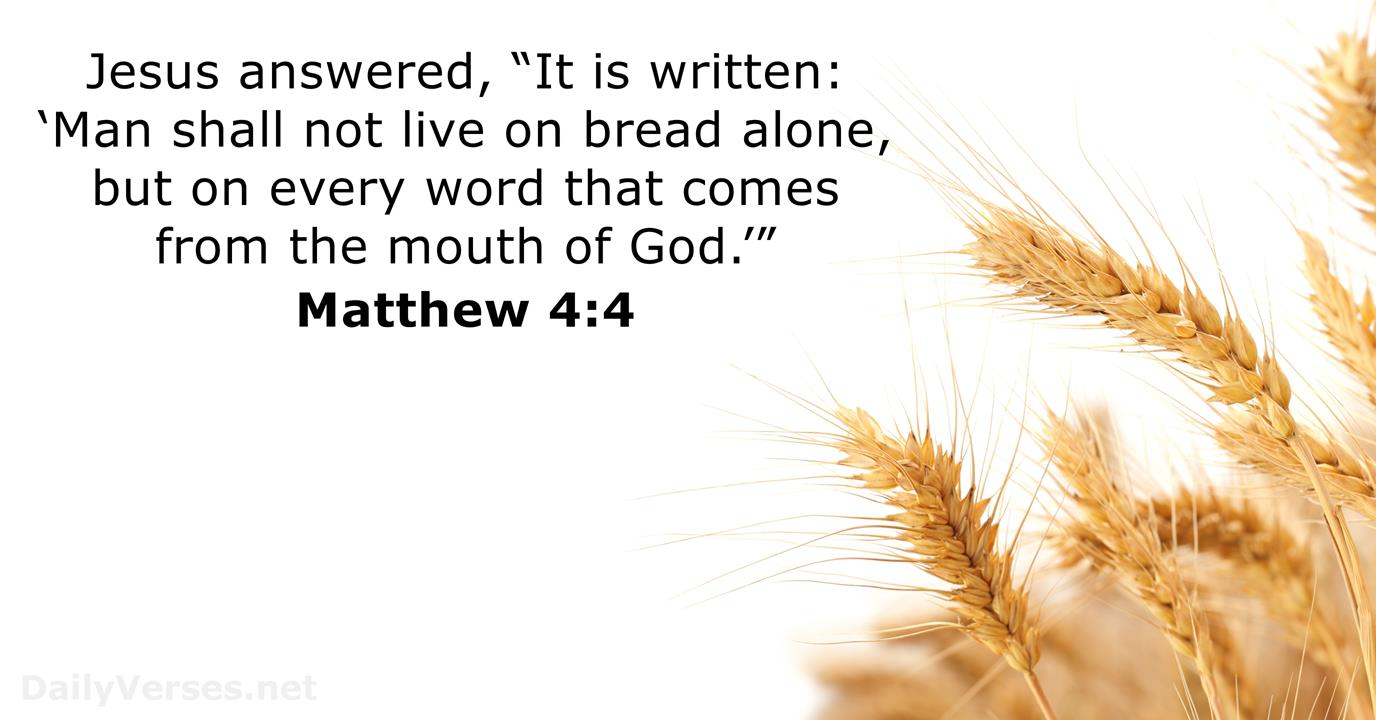 Jesus answered, “It is written:
‘Man shall not live on bread alone,
but on every word that comes
from the mouth of God.’”
Matthew 4:4
DailyVerses.net